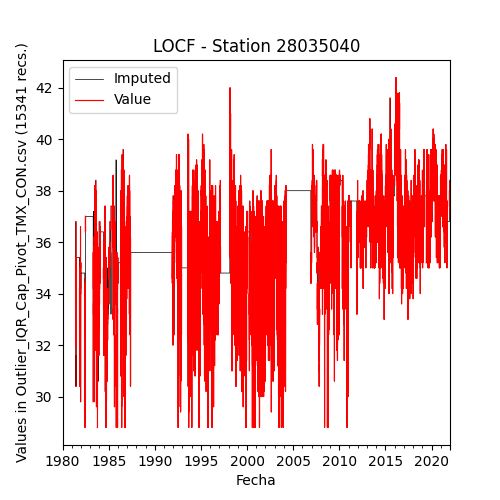 LOCF - Station 28035040
Imputed
Value
Values in Outlier_IQR_Cap_Pivot_TMX_CON.csv (15341 recs.)
42
40
38
36
34
32
30
1980 1985 1990 1995 2000 2005 2010 2015 2020
Fecha